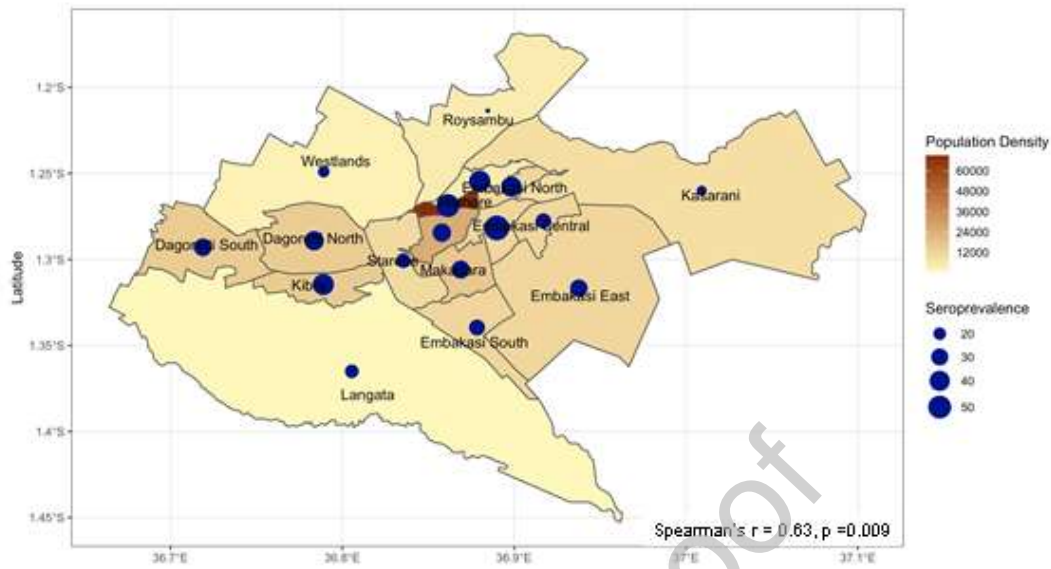 1.2°S
Roysambu
Population Density
Westlands
60000
1.25°S
Embakasi North
48000
Kasarani
36000
Embakasi Central
24000
Dagoretti South
Dagoretti North
12000
1.3°S
Starehe
Makadara
Latitude
Kibra
Embakasi East
Seroprevalence
20
Embakasi South
30
1.35°S
40
Langata
50
1.4°S
1.45°S
Spearman's r = 0.63, p =0.009
36.7°E
36.9°E
37°E
37.1°E
oof